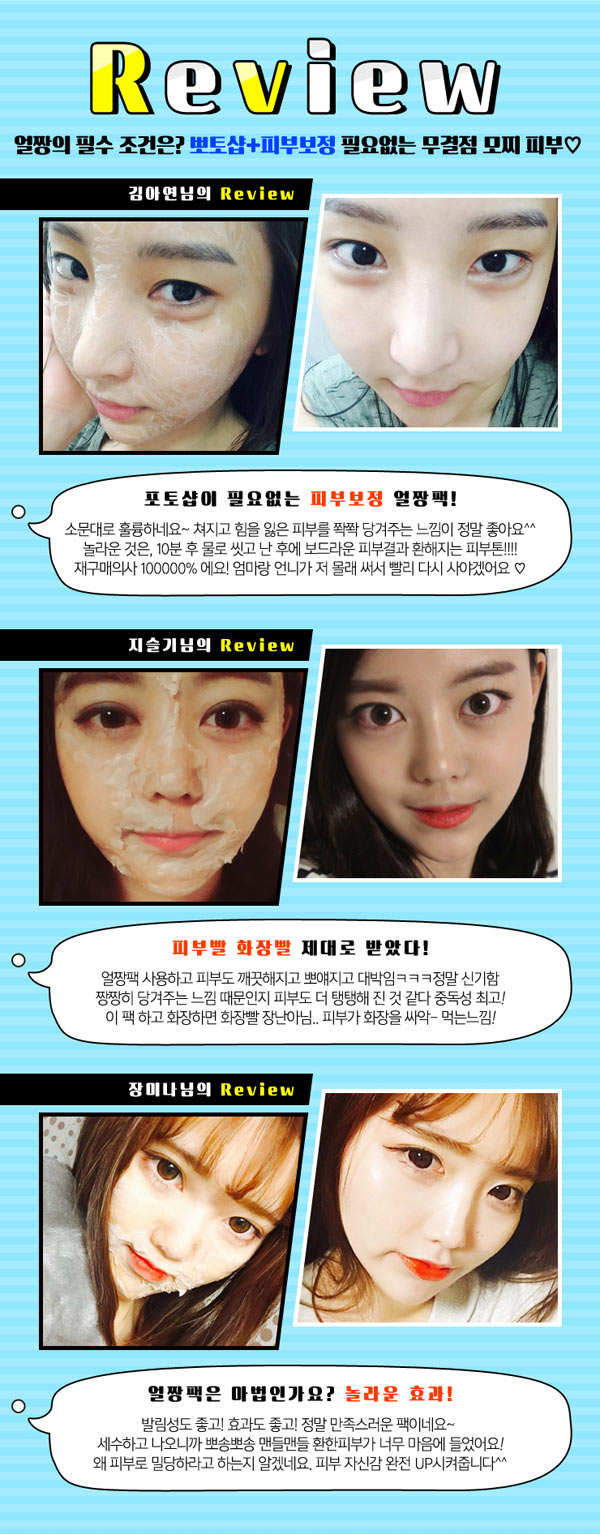 Review
얼짱의 필수 조건은? 뽀토샵+피부보정 필요없는 무결점 모찌 피부♡
김아연님의 Review
포토샵이 필요없는 피부보정 얼짱팩!
소문대로 훌륭하네요~ 쳐지고 힘을 잃은 피부를 쫙쫙 당겨주는 느낌이 정말 좋아요^^
놀라운 것은, 10분 후 물로 씻고 난 후에 보드라운 피부결과 환해지는 피부톤!!!!
재구매의사 100000% 에요! 엄마랑 언니가 저 몰래 써서 빨리 다시 사야겠어요 ♡
지슬기님의 Review
피부빨 화장빨 제대로 받았다!
얼짱팩 사용하고 피부도 깨끗해지고 뽀얘지고 대박임ㅋㅋㅋ정말 신기함
짱짱히 당겨주는 느낌 때문인지 피부도 더 탱탱해 진 것 같다 중독성 최고!
이 팩 하고 화장하면 화장빨 장난아님.. 피부가 화장을 싸악- 먹는느낌!
장미나님의 Review
얼짱팩은 마법인가요? 놀라운 효과!
발림성도 좋고! 효과도 좋고! 정말 만족스러운 팩이네요~
세수하고 나오니까 뽀송뽀송 맨들맨들 환한피부가 너무 마음에 들었어요!
왜 피부로 밀당하라고 하는지 알겠네요. 피부 자신감 완전 UP시켜줍니다^^